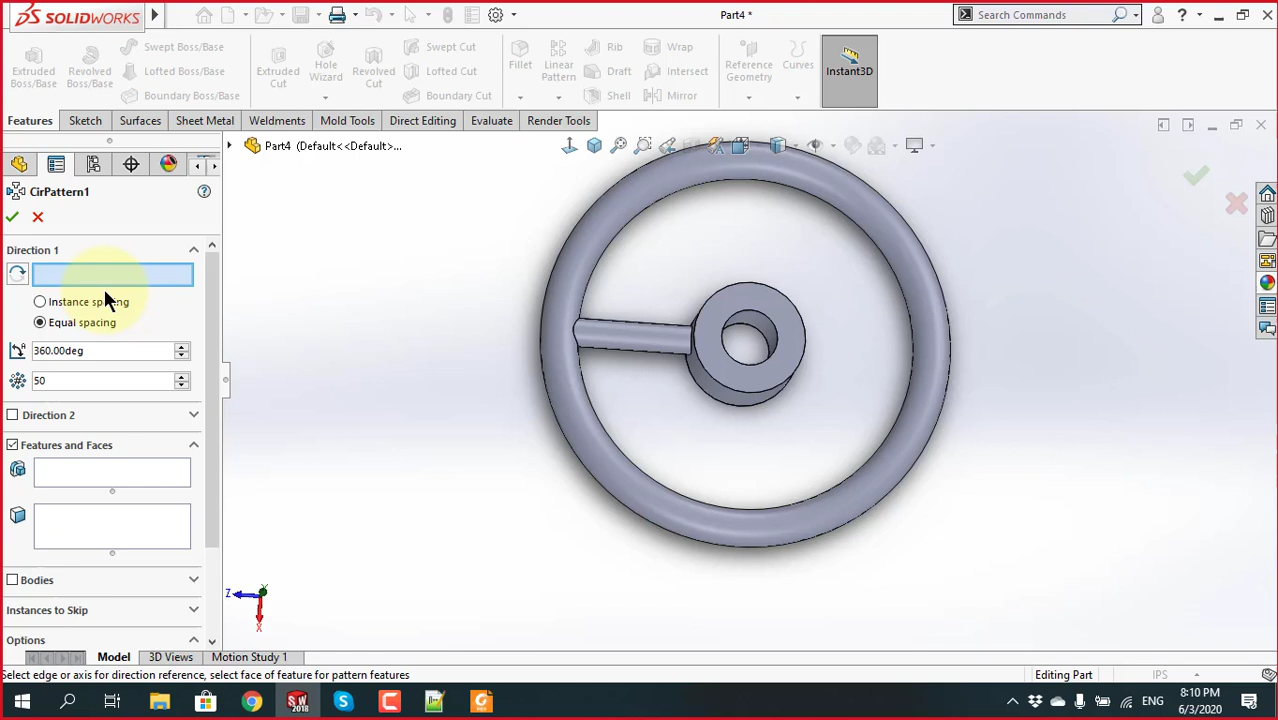 SOLIDWORKS
Part4 *
Search Commands
Extruded Boss/Base
Revolved Boss/Base
Swept Boss/Base
Lofted Boss/Base
Boundary Boss/Base
Extruded Cut
Hole Wizard
Revolved Cut
Swept Cut
Lofted Cut
Boundary Cut
Fillet
Linear Pattern
Rib
Draft
Shell
Wrap
Intersect
Mirror
Reference Geometry
Curves
Instant3D
Features
Sketch
Surfaces
Sheet Metal
Weldments
Mold Tools
Direct Editing
Evaluate
Render Tools
Part4 (Default<<Default>...
CirPattern1
Direction 1
Instance spacing
Equal spacing
360.00deg
50
Direction 2
Features and Faces
Bodies
Instances to Skip
Options
Z
X
Model
3D Views
Motion Study 1
Select edge or axis for direction reference, select face of feature for pattern features
Editing Part
IPS
SW
2018
ENG
8:10 PM
6/3/2020